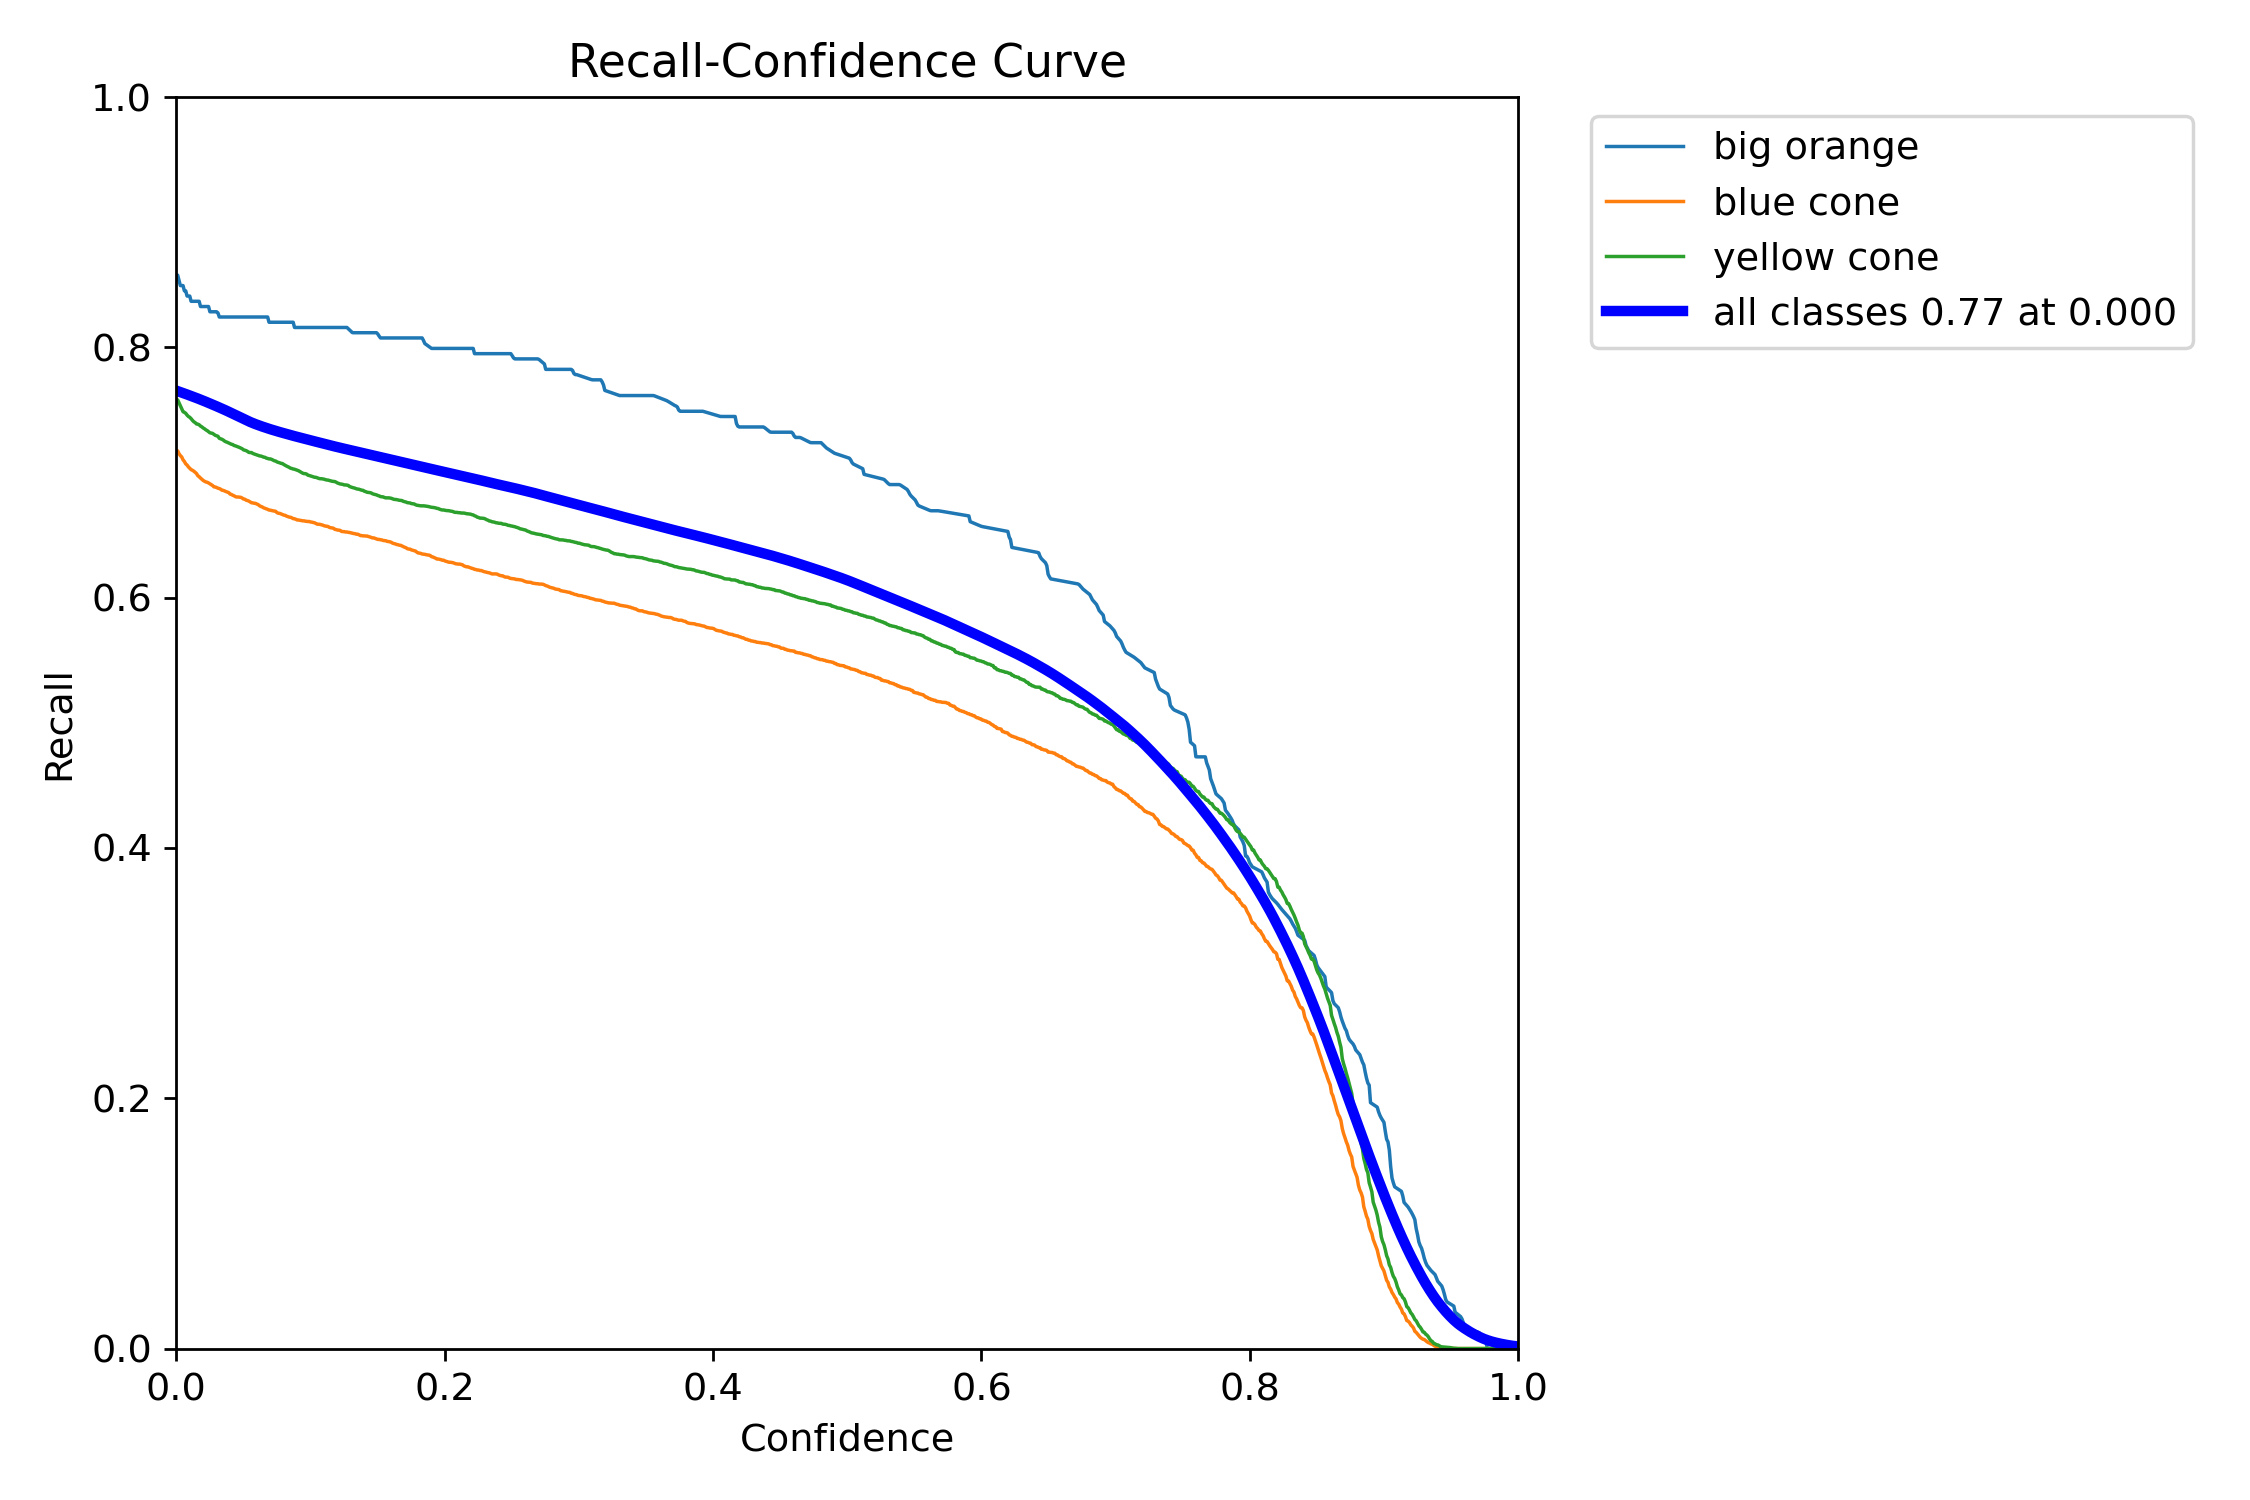 Recall-Confidence Curve
1.0
0.8
0.6
0.4
0.2
0.0
Recall
0.0 0.2 0.4 0.6 0.8 1.0
Confidence
big orange
blue cone
yellow cone
all classes 0.77 at 0.000